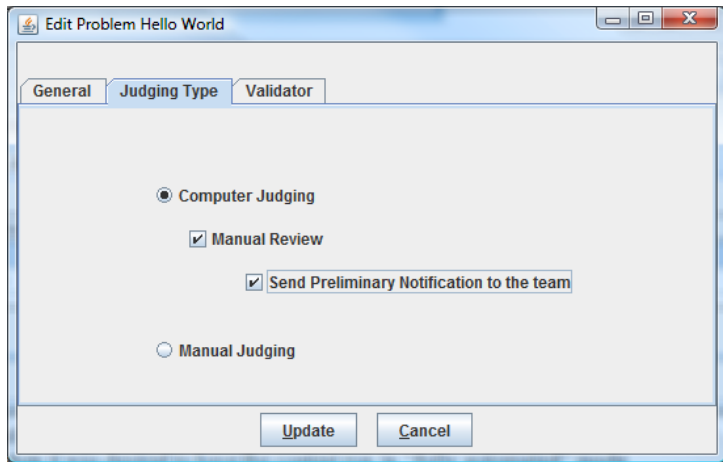 Edit Problem Hello World
General Judging Type Validator
Computer Judging
Manual Review
Send Preliminary Notification to the team
Manual Judging
Update Cancel